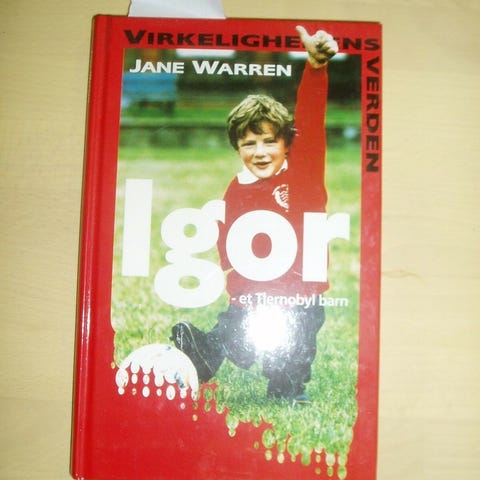 VIRKELIGHEDENS
VERDEN
JANE WARREN
Igor
- et Tjernobyl barn